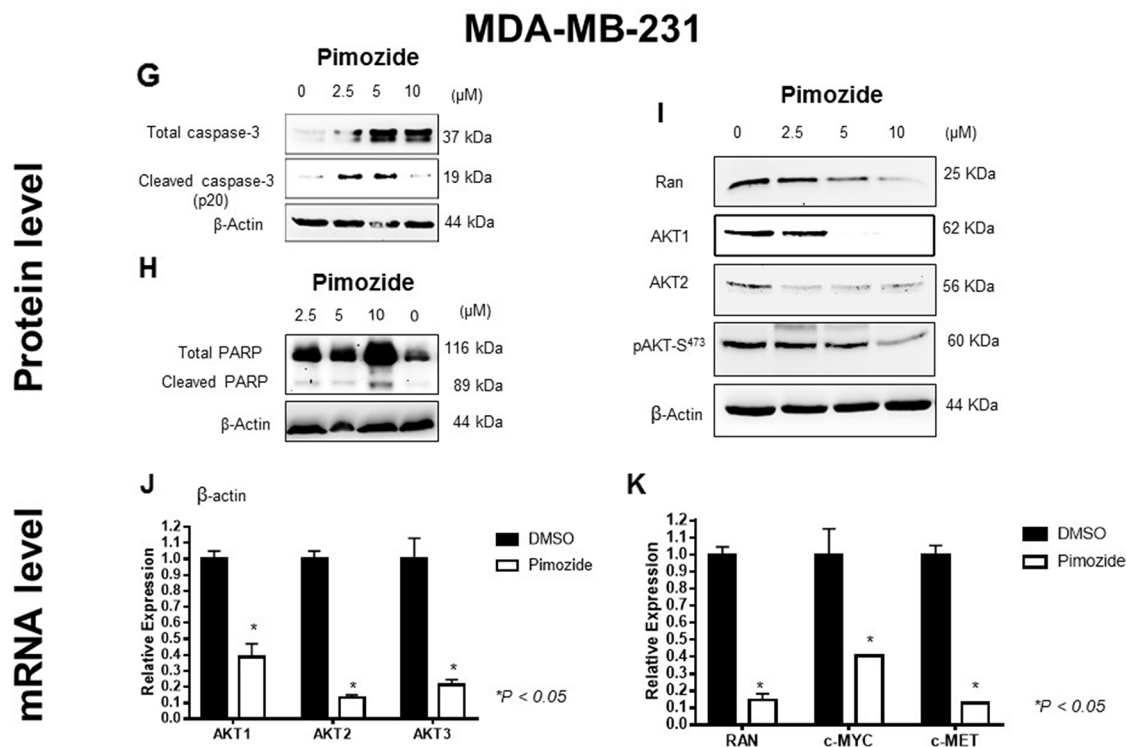 MDA-MB-231
Protein level
G
Pimozide
0 2.5 5 10 (μM)
Total caspase-3 37 kDa
Cleaved caspase-3 19 kDa
(p20)
β-Actin 44 kDa
H
Pimozide
2.5 5 10 0 (μM)
Total PARP 116 kDa
Cleaved PARP 89 kDa
β-Actin 44 kDa
I
Pimozide
0 2.5 5 10 (μM)
Ran 25 KDa
AKT1 62 KDa
AKT2 56 KDa
pAKT-S473 60 KDa
β-Actin 44 KDa
mRNA level
J
β-actin
Relative Expression
1.2
1.1
1.0
0.9
0.8
0.7
0.6
0.5
0.4
0.3
0.2
0.1
0.0
* * *
AKT1 AKT2 AKT3
DMSO
Pimozide
*P < 0.05
K
Relative Expression
1.2
1.1
1.0
0.9
0.8
0.7
0.6
0.5
0.4
0.3
0.2
0.1
0.0
* * *
RAN c-MYC c-MET
DMSO
Pimozide
*P < 0.05